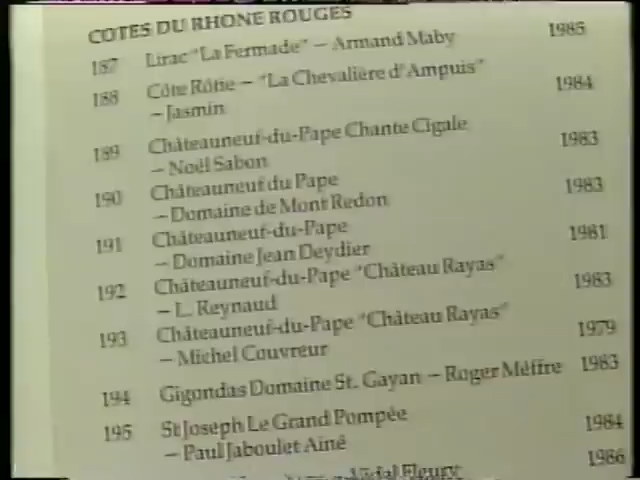 COTES DU RHONE ROUGES
187 Lirac "La Fermade" — Armand Maby 1985
188 Côte Rôtie — "La Chevalière d'Ampuis"
— Jasmin 1984
189 Châteauneuf-du-Pape Chante Cigale
— Noël Sabon 1983
190 Châteauneuf du Pape
— Domaine de Mont Redon 1983
191 Châteauneuf-du-Pape
— Domaine Jean Deydier 1981
192 Châteauneuf-du-Pape "Château Rayas"
— L. Reynaud 1983
193 Châteauneuf-du-Pape "Château Rayas"
— Michel Couvreur 1979
194 Gigondas Domaine St. Gayan — Roger Méffre 1983
195 St Joseph Le Grand Pompée
— Paul Jaboulet Ainé 1984
Vidal Fleury 1986